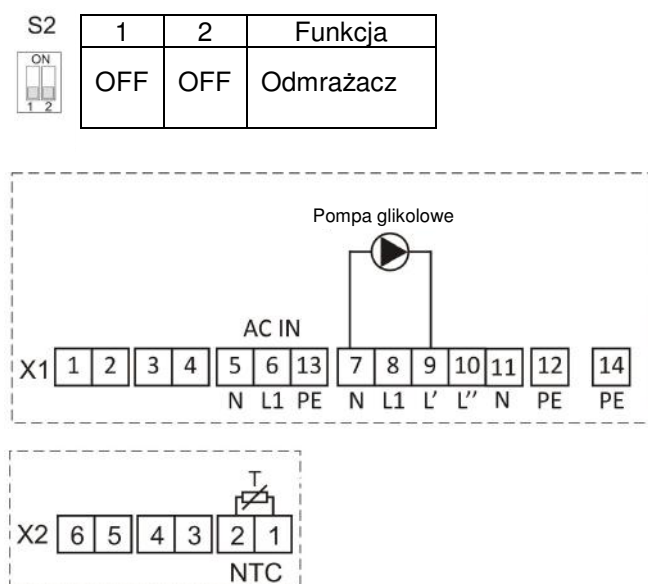 S2
1 2 Funkcja
ON
1 2
OFF OFF Odmrażacz
Pompa glikolowe
AC IN
X1 1 2 3 4 5 6 13 7 8 9 10 11 12 14
N L1 PE N L1 L' L'' N PE PE
T
X2 6 5 4 3 2 1
NTC